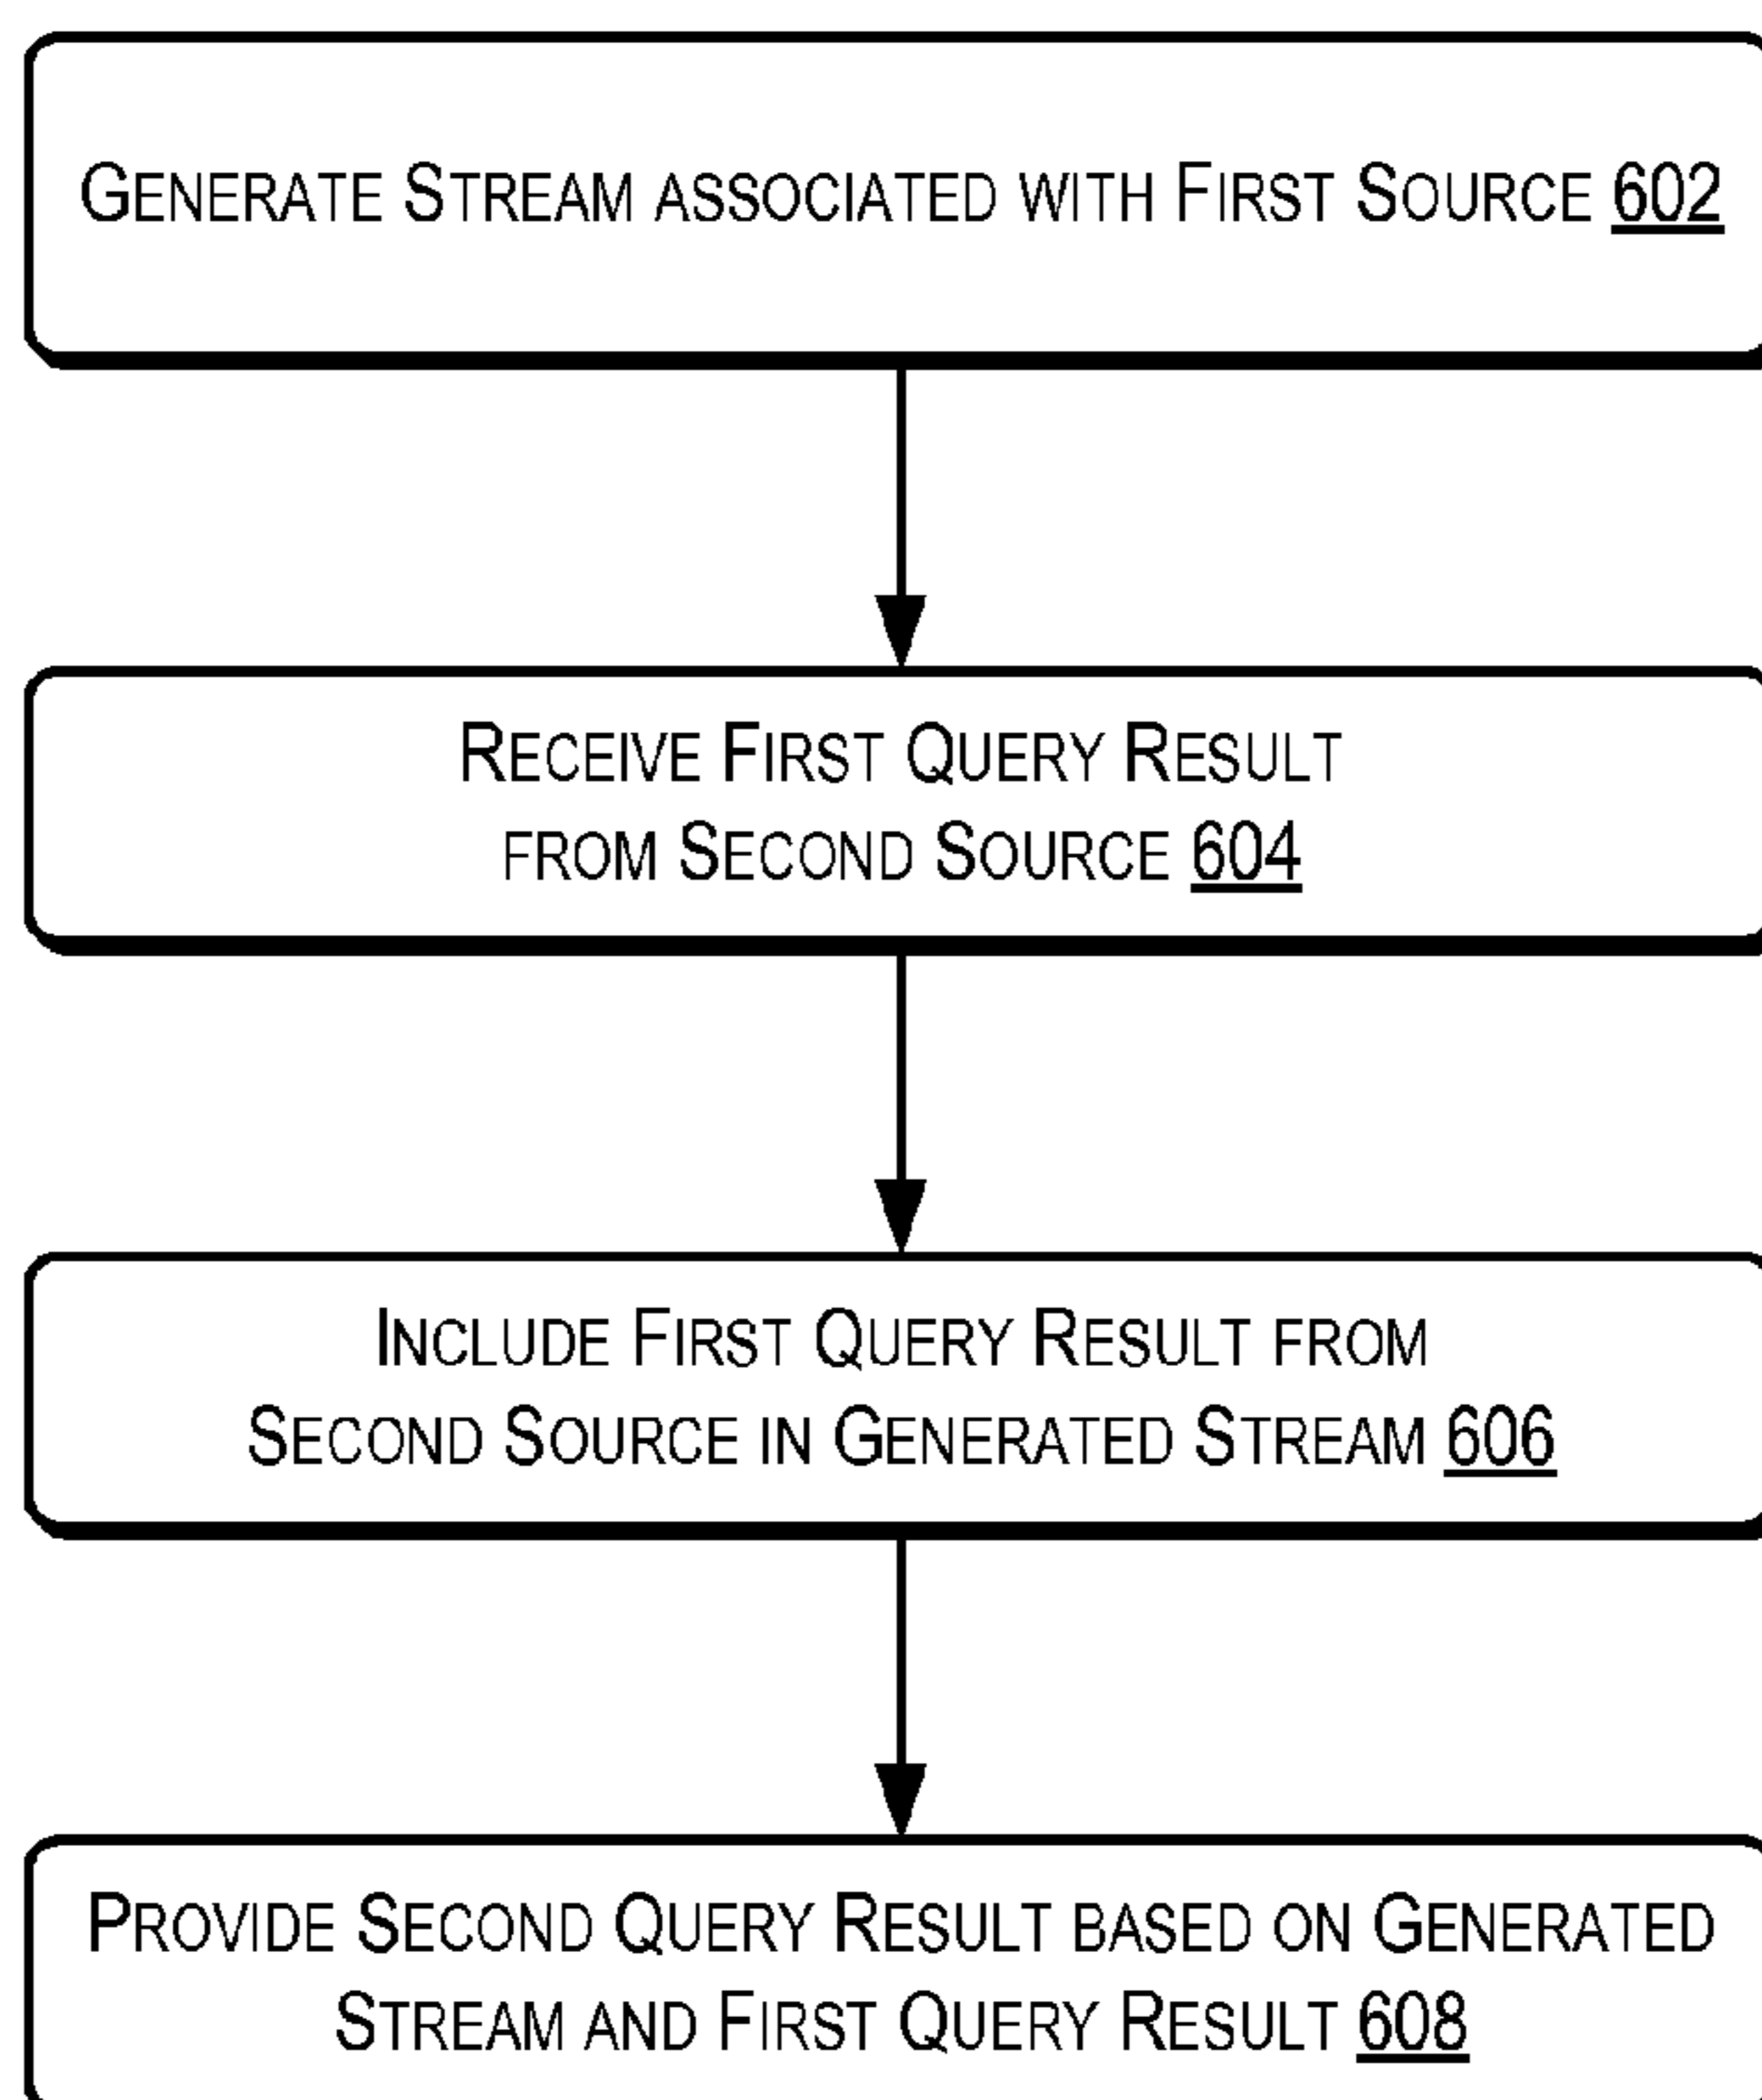 GENERATE STREAM ASSOCIATED WITH FIRST SOURCE 602
RECEIVE FIRST QUERY RESULT
FROM SECOND SOURCE 604
INCLUDE FIRST QUERY RESULT FROM
SECOND SOURCE IN GENERATED STREAM 606
PROVIDE SECOND QUERY RESULT BASED ON GENERATED
STREAM AND FIRST QUERY RESULT 608